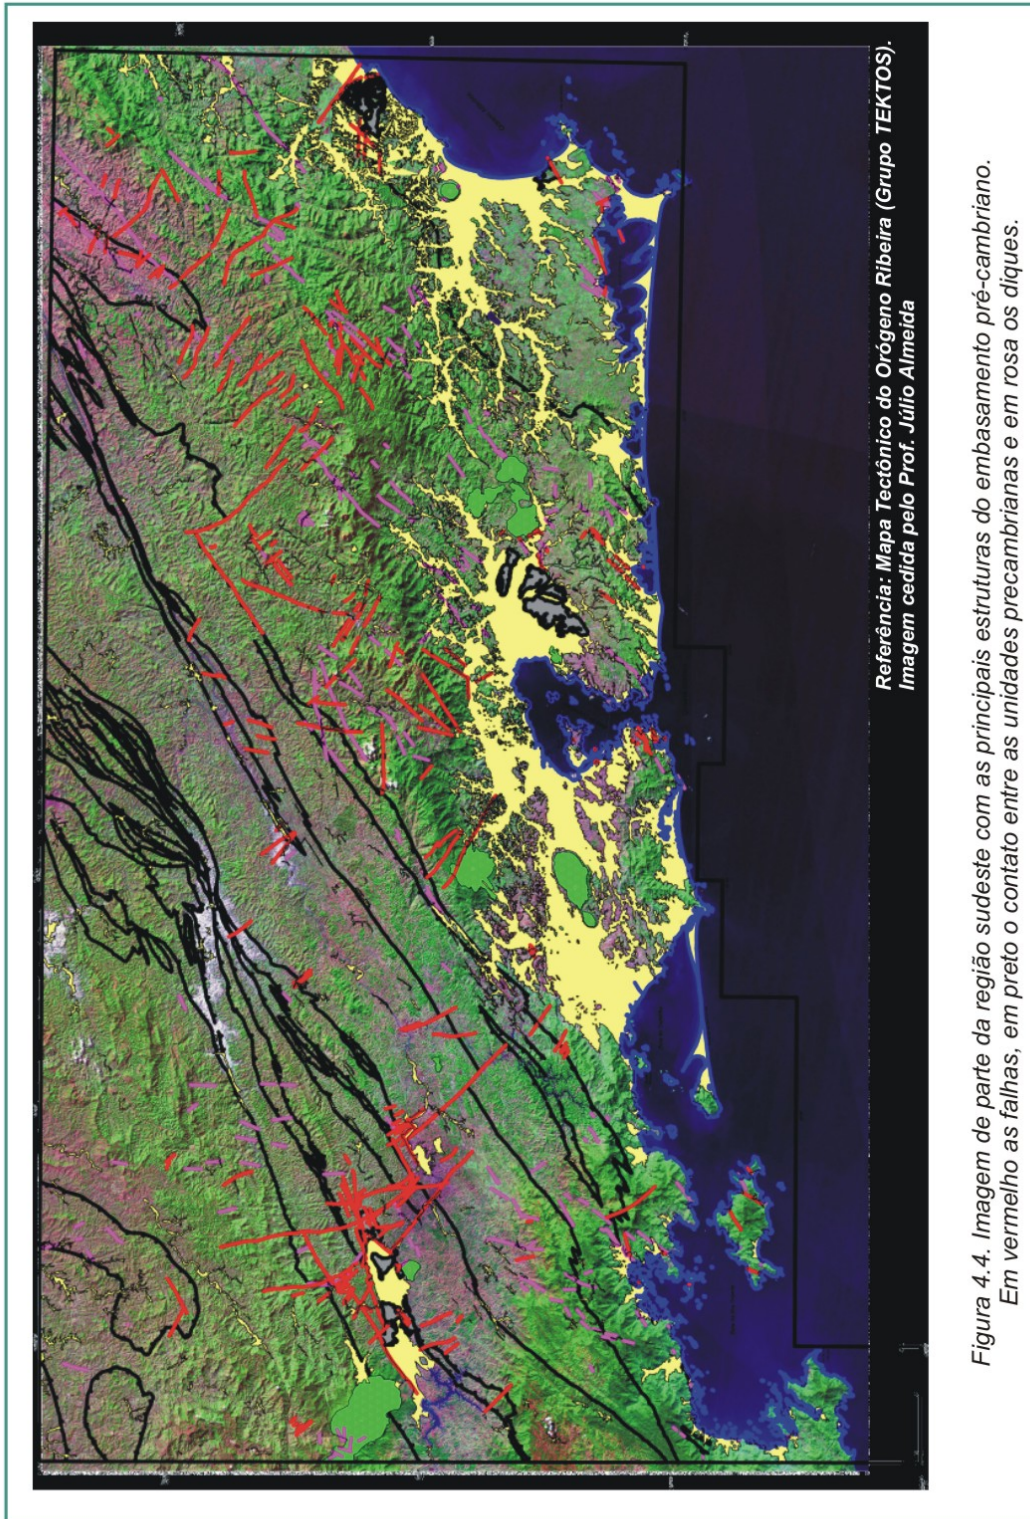 Referência: Mapa Tectônico do Orógeno Ribeira (Grupo TEKTOS).
Imagem cedida pelo Prof. Júlio Almeida
Figura 4.4. Imagem de parte da região sudeste com as principais estruturas do embasamento pré-cambriano.
Em vermelho as falhas, em preto o contato entre as unidades precambrianas e em rosa os diques.